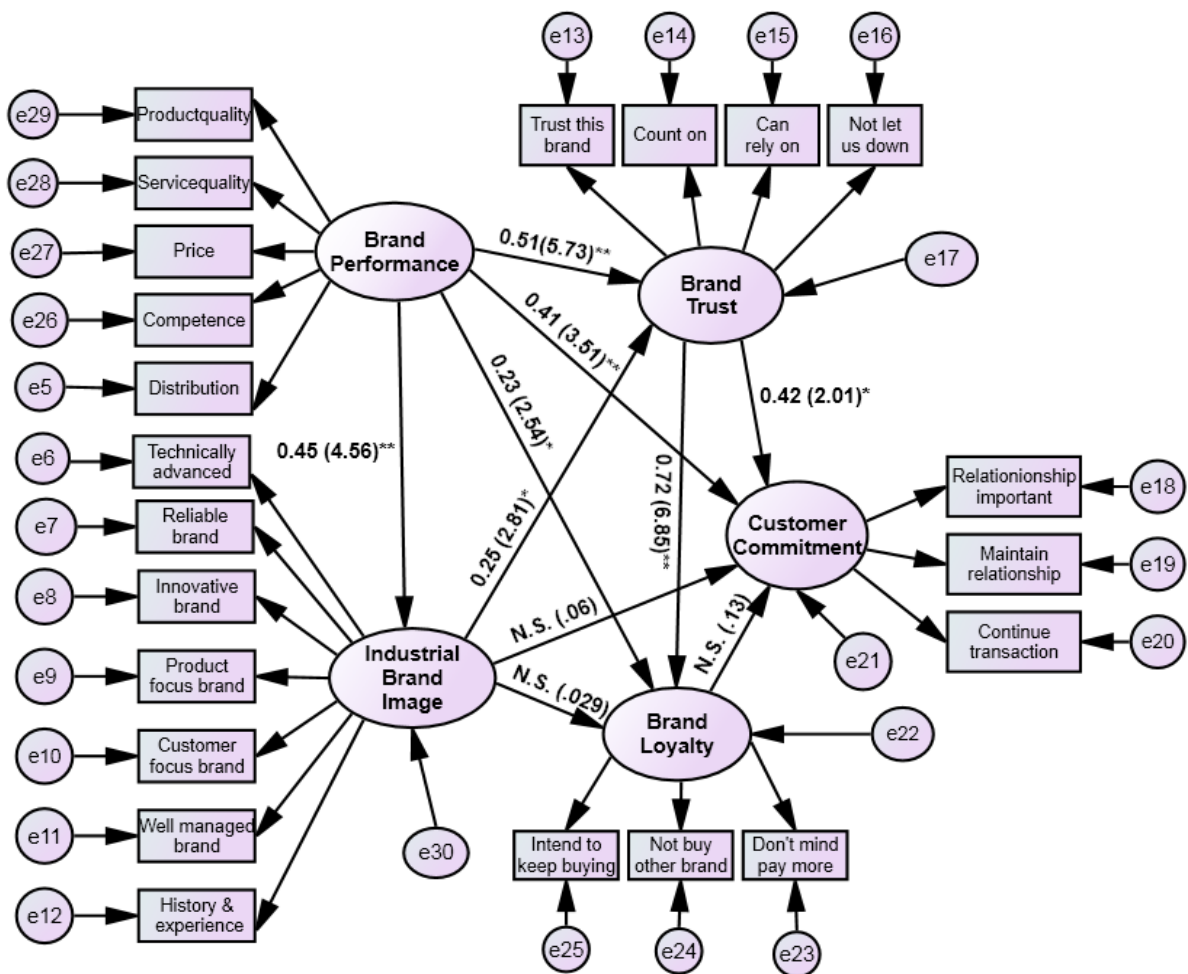 e13
e14
e15
e16
Trust this
brand
Count on
Can
rely on
Not let
us down
e29
Productquality
e28
Servicequality
e27
Price
e26
Competence
e5
Distribution
Brand
Performance
0.51(5.73)**
Brand
Trust
e17
0.41 (3.51)**
0.23 (2.54)*
0.45 (4.56)**
0.25 (2.81)*
0.72 (6.85)**
0.42 (2.01)*
e6
Technically
advanced
e7
Reliable
brand
e8
Innovative
brand
e9
Product
focus brand
e10
Customer
focus brand
e11
Well managed
brand
e12
History &
experience
Industrial
Brand
Image
e30
N.S. (.06)
N.S. (.029)
N.S. (.13)
Customer
Commitment
e21
Relationionship
important
e18
Maintain
relationship
e19
Continue
transaction
e20
Brand
Loyalty
e22
Intend to
keep buying
Not buy
other brand
Don't mind
pay more
e25
e24
e23